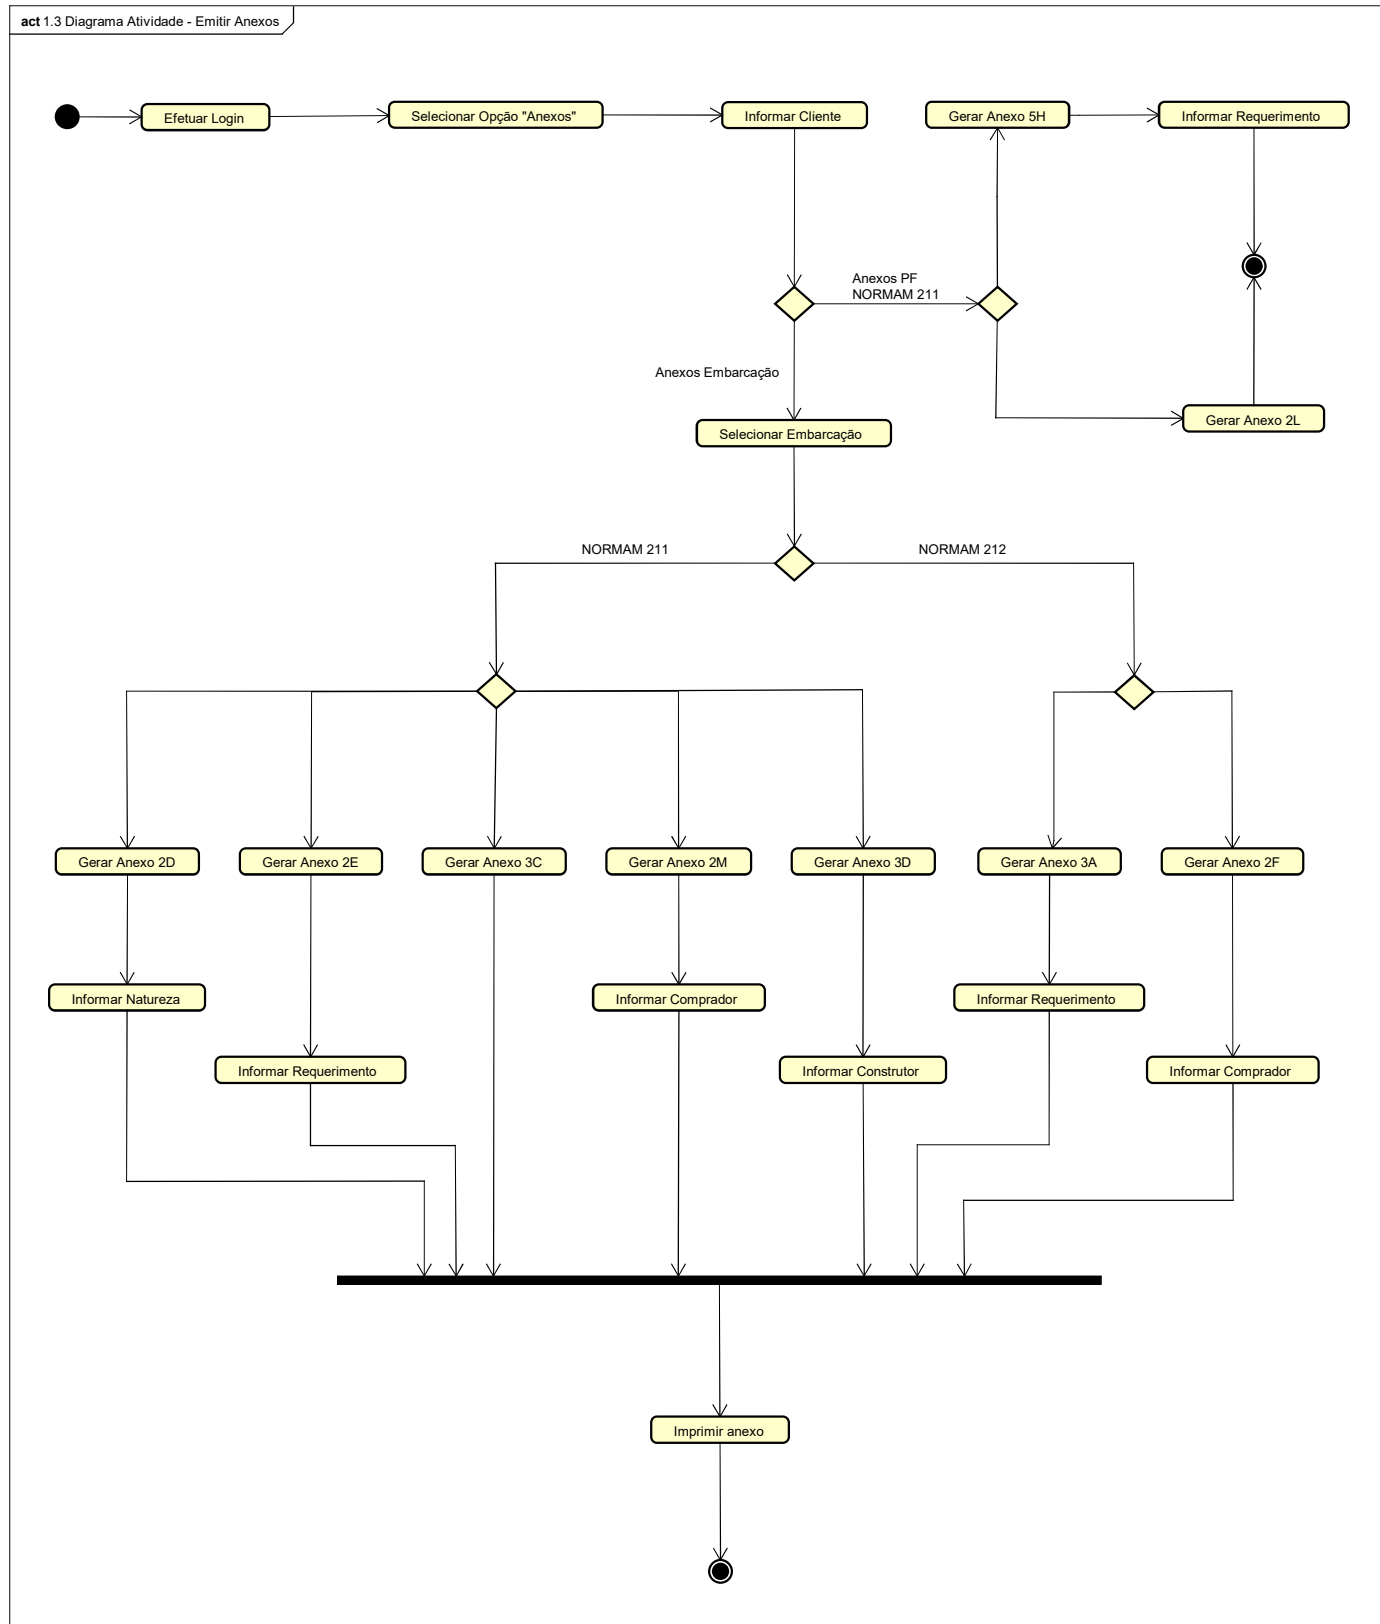 act 1.3 Diagrama Atividade - Emitir Anexos
Efetuar Login
Selecionar Opção "Anexos"
Informar Cliente
Gerar Anexo 5H
Informar Requerimento
Anexos PF
NORMAM 211
Anexos Embarcação
Gerar Anexo 2L
Selecionar Embarcação
NORMAM 211
NORMAM 212
Gerar Anexo 2D
Gerar Anexo 2E
Gerar Anexo 3C
Gerar Anexo 2M
Gerar Anexo 3D
Gerar Anexo 3A
Gerar Anexo 2F
Informar Natureza
Informar Comprador
Informar Requerimento
Informar Requerimento
Informar Construtor
Informar Comprador
Imprimir anexo